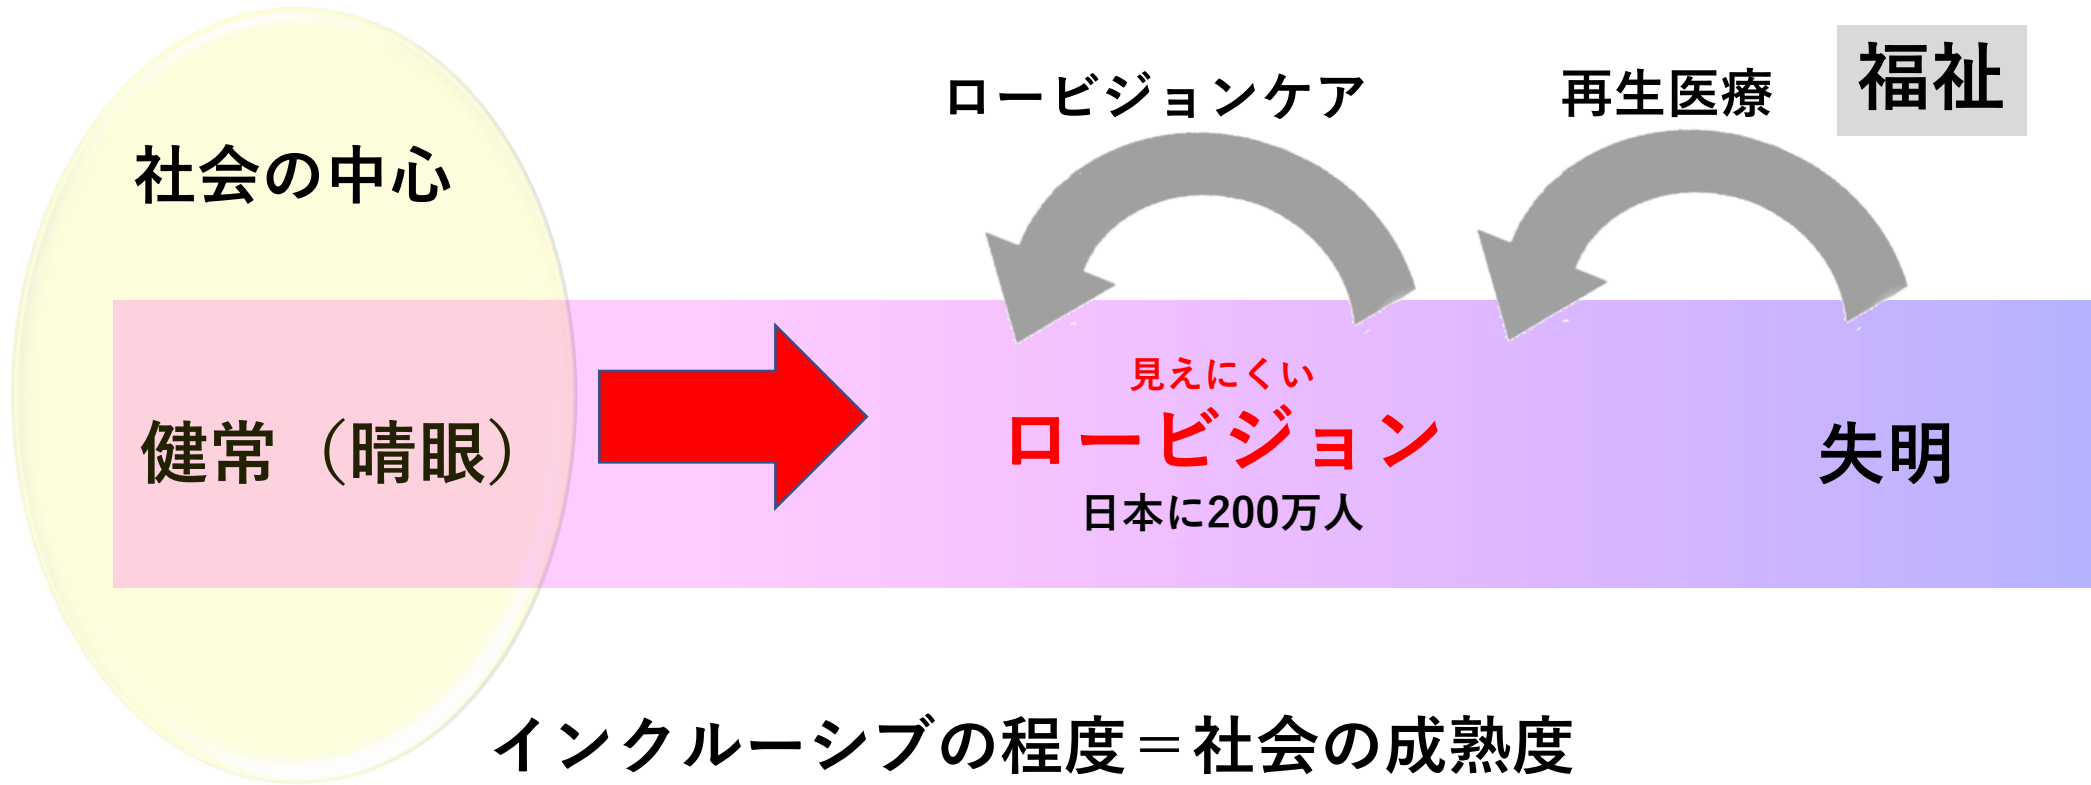 福祉
ロービジョンケア
再生医療
社会の中心
見えにくい
健常（晴眼）
ロービジョン
失明
日本に200万人
インクルーシブの程度＝社会の成熟度